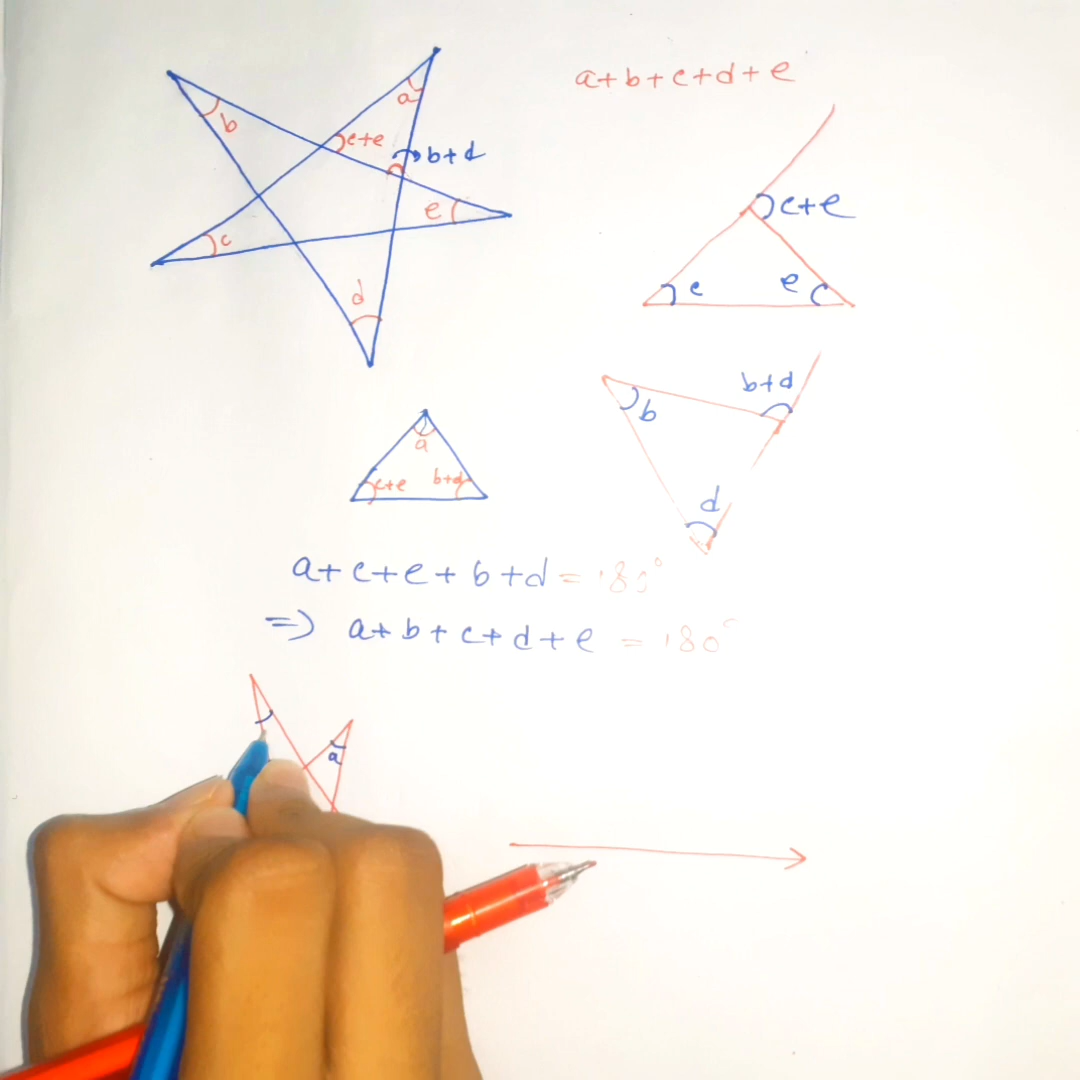 a+b+c+d+e
a
b
c+e
b+d
e
c
d
c+e
c
e
b+d
b
d
a
c+e
b+d
a+c+e+b+d = 180°
=> a+b+c+d+e = 180°
a